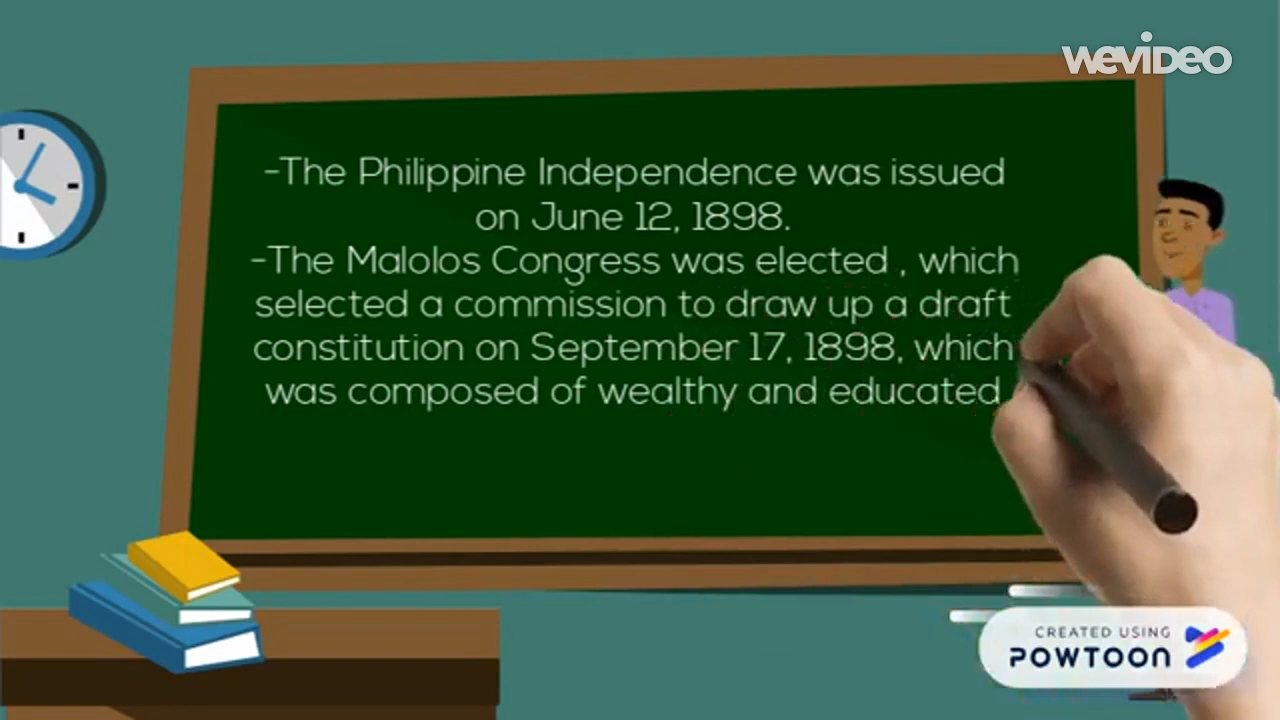 wevideo
-The Philippine Independence was issued
on June 12, 1898.
-The Malolos Congress was elected , which
selected a commission to draw up a draft
constitution on September 17, 1898, which
was composed of wealthy and educated
CREATED USING
POWTOON